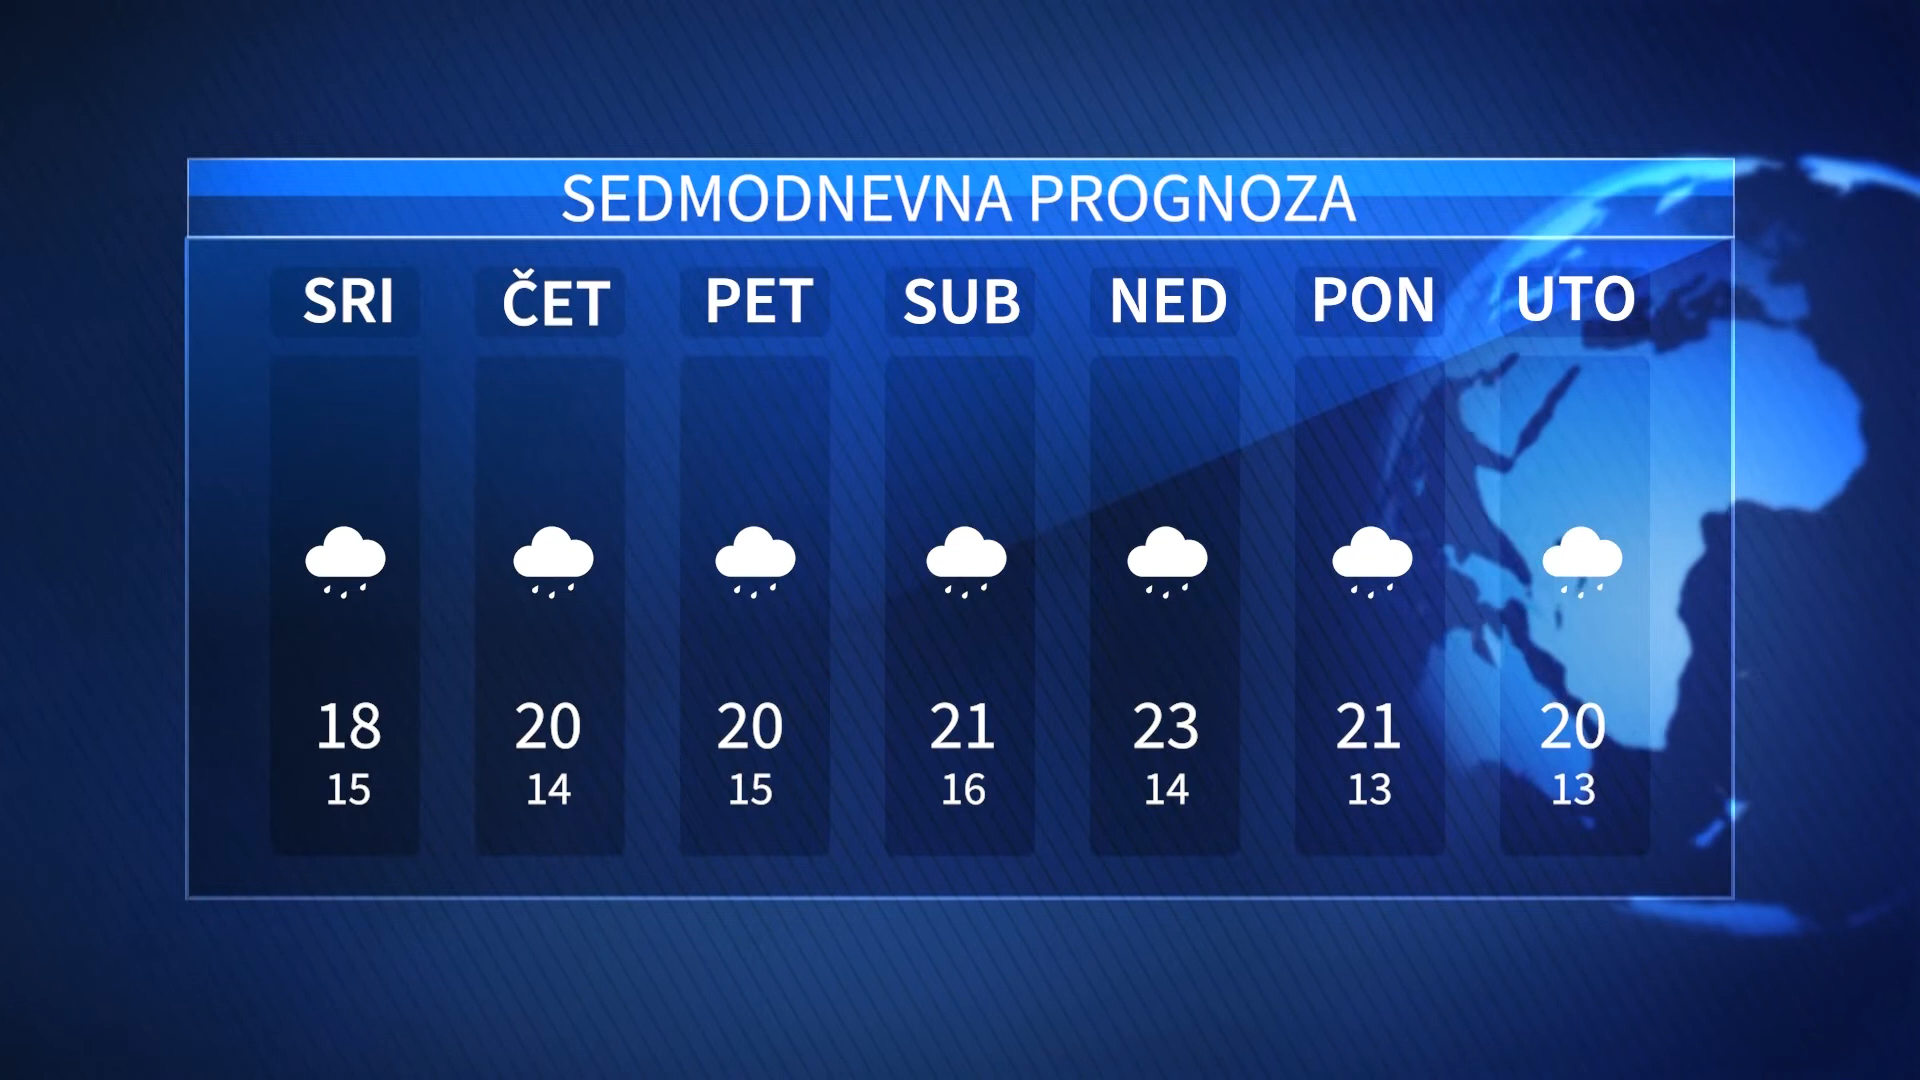 SEDMODNEVNA PROGNOZA
SRI ČET PET SUB NED PON UTO
18 20 20 21 23 21 20
15 14 15 16 14 13 13